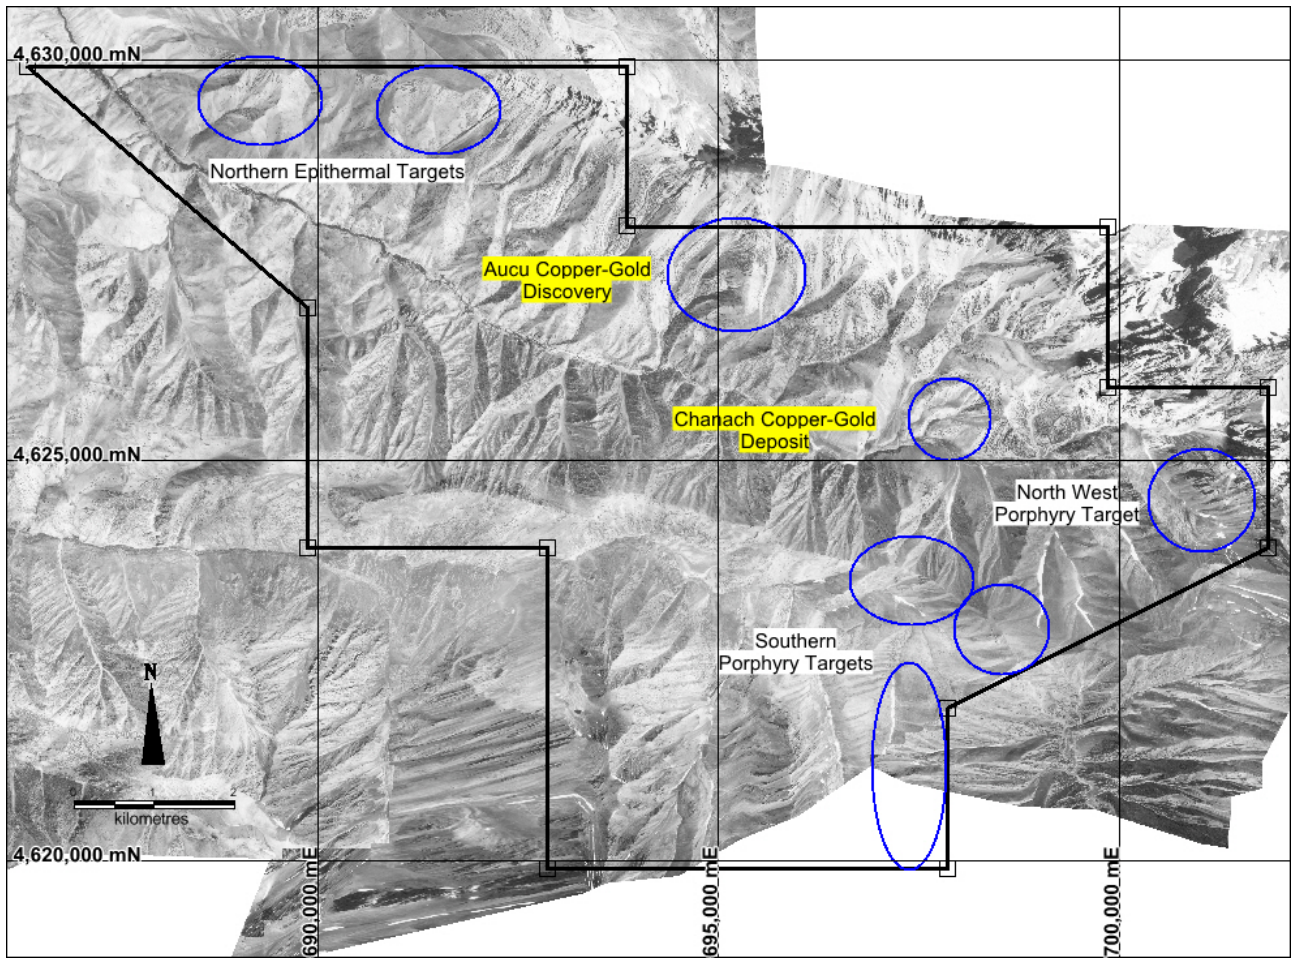 4,630,000 mN
Northern Epithermal Targets
Aucu Copper-Gold
Discovery
Chanach Copper-Gold
Deposit
4,625,000 mN
North West
Porphyry Target
Southern
Porphyry Targets
N
0 1 2
kilometres
4,620,000 mN
690,000 mE
695,000 mE
700,000 mE